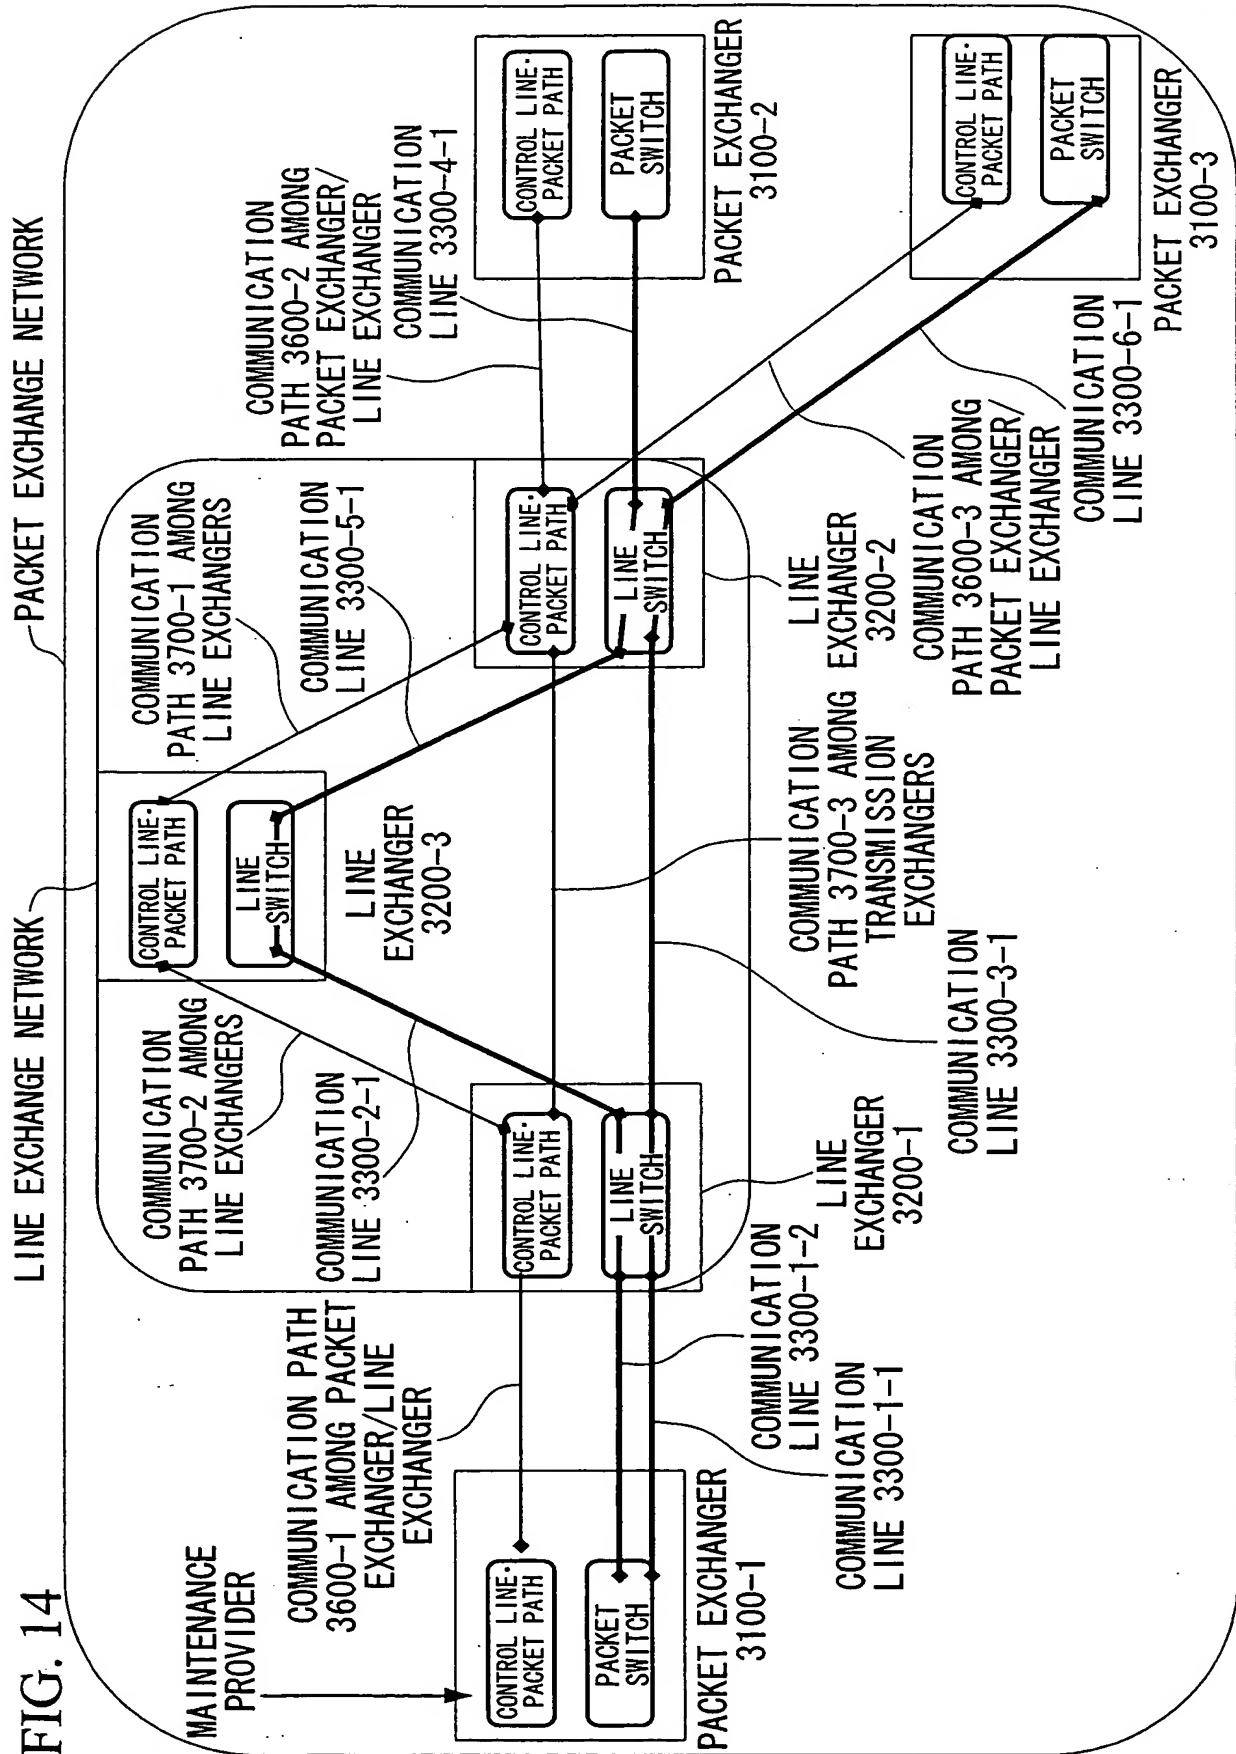 FIG. 14
LINE EXCHANGE NETWORK
PACKET EXCHANGE NETWORK
MAINTENANCE
PROVIDER
COMMUNICATION PATH
3600-1 AMONG PACKET
EXCHANGER/LINE
EXCHANGER
CONTROL LINE·
PACKET PATH
PACKET
SWITCH
PACKET EXCHANGER
3100-1
COMMUNICATION
LINE 3300-1-2
COMMUNICATION
LINE 3300-1-1
COMMUNICATION
PATH 3700-2 AMONG
LINE EXCHANGERS
COMMUNICATION
LINE 3300-2-1
CONTROL LINE·
PACKET PATH
LINE
SWITCH
LINE
EXCHANGER
3200-1
CONTROL LINE·
PACKET PATH
LINE
SWITCH
LINE
EXCHANGER
3200-3
COMMUNICATION
PATH 3700-1 AMONG
LINE EXCHANGERS
COMMUNICATION
LINE 3300-5-1
COMMUNICATION
PATH 3700-3 AMONG
TRANSMISSION
EXCHANGERS
COMMUNICATION
LINE 3300-3-1
CONTROL LINE·
PACKET PATH
LINE
SWITCH
LINE
EXCHANGER
3200-2
COMMUNICATION
PATH 3600-2 AMONG
PACKET EXCHANGER/
LINE EXCHANGER
COMMUNICATION
LINE 3300-4-1
CONTROL LINE·
PACKET PATH
PACKET
SWITCH
PACKET EXCHANGER
3100-2
COMMUNICATION
PATH 3600-3 AMONG
PACKET EXCHANGER/
LINE EXCHANGER
COMMUNICATION
LINE 3300-6-1
CONTROL LINE·
PACKET PATH
PACKET
SWITCH
PACKET EXCHANGER
3100-3